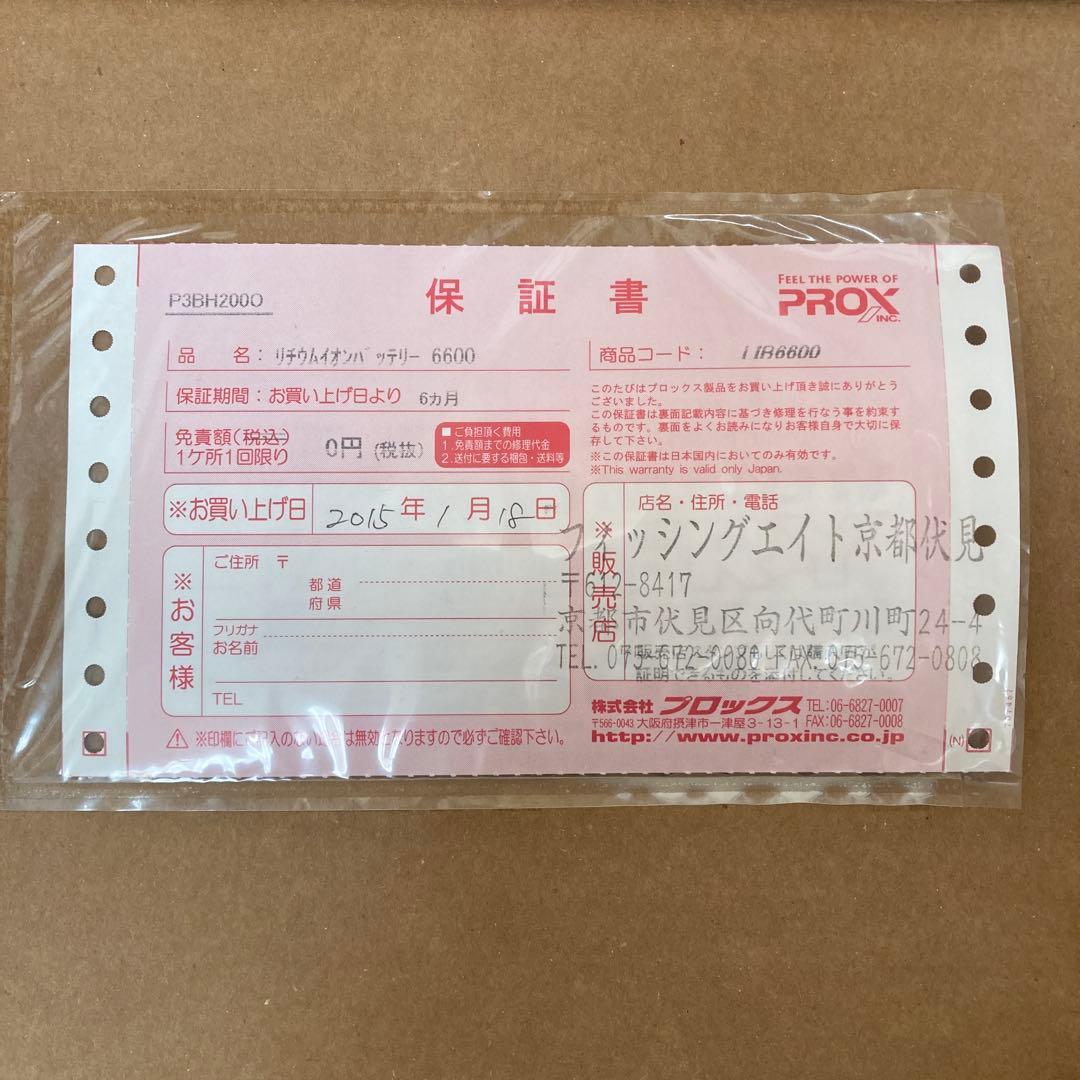 P3BH200O
保証書
FEEL THE POWER OF
PROX
INC.
品 名: リチウムイオンバッテリー 6600
商品コード: LIB6600
保証期間:お買い上げ日より 6カ月
免責額(税込)
1ケ所1回限り
0円 (税抜)
■ご負担頂く費用
1.免責額までの修理代金
2.送付に要する梱包・送料等
このたびはプロックス製品をお買い上げ頂き誠にありがとう
ございました。
この保証書は裏面記載内容に基づき修理を行なう事を約束す
るものです。裏面をよくお読みになりお客様自身で大切に保
存して下さい。
※この保証書は日本国内においてのみ有効です。
※This warranty is valid only Japan.
※お買い上げ日 2015年1月18日
※お客様
ご住所 〒
都道
府県
フリガナ
お名前
TEL
※販売店
店名・住所・電話
フィッシングエイト京都伏見
〒612-8417
京都市伏見区向代町川町24-4
TEL.075-672-0080 FAX.075-672-0808
証明できるものを添付してください。
⚠ ※印欄にご記入のない場合は無効となりますので必ずご確認下さい。
株式会社 プロックス TEL:06-6827-0007
〒566-0043 大阪府摂津市一津屋3-13-1 FAX:06-6827-0008
http://www.proxinc.co.jp
(N)